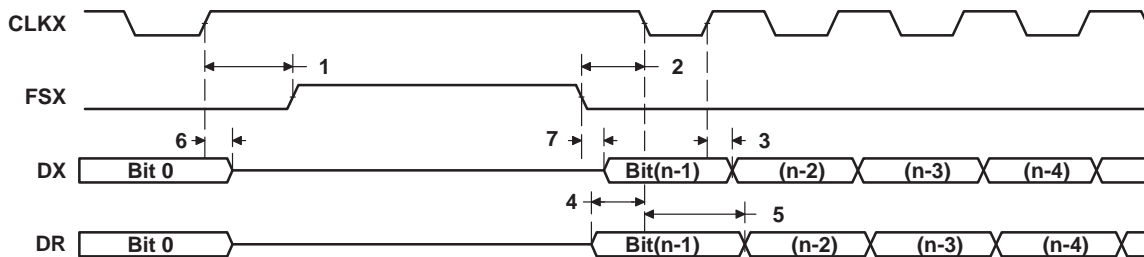 CLKX
1 2
FSX
6 7 3
DX Bit 0 Bit(n-1) (n-2) (n-3) (n-4)
4 5
DR Bit 0 Bit(n-1) (n-2) (n-3) (n-4)